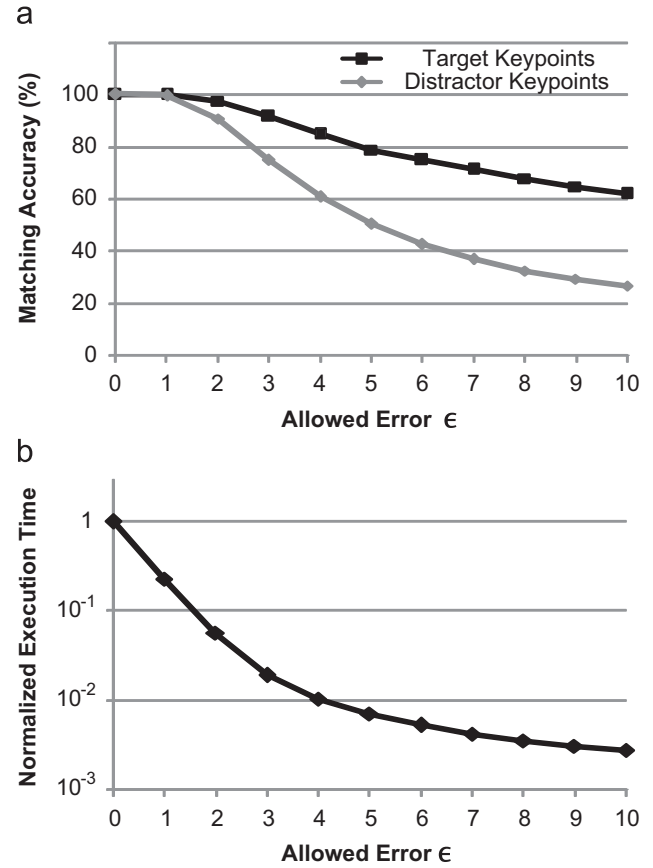 a
Target Keypoints
Distractor Keypoints
Matching Accuracy (%)
100
80
60
40
20
0
0 1 2 3 4 5 6 7 8 9 10
Allowed Error ϵ
b
Normalized Execution Time
1
10⁻¹
10⁻²
10⁻³
0 1 2 3 4 5 6 7 8 9 10
Allowed Error ϵ